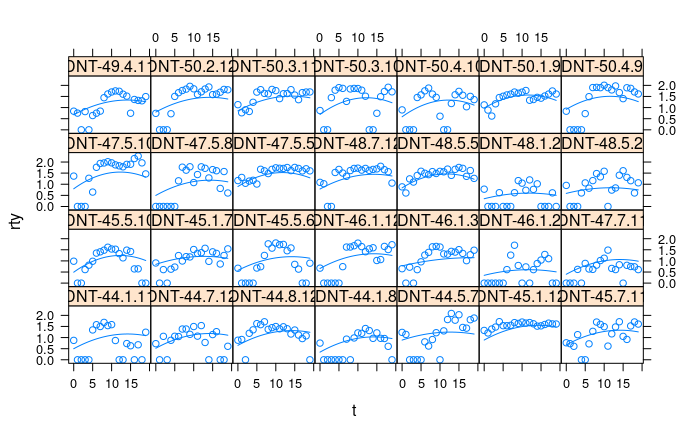 0 5 10 15 0 5 10 15 0 5 10 15
DNT-49.4.11 DNT-50.2.12 DNT-50.3.11 DNT-50.3.10 DNT-50.4.10 DNT-50.1.9 DNT-50.4.9
2.0
1.5
1.0
0.5
0.0
DNT-47.5.10 DNT-47.5.8 DNT-47.5.5 DNT-48.7.12 DNT-48.5.5 DNT-48.1.2 DNT-48.5.2
2.0
1.5
1.0
0.5
0.0
rty
DNT-45.5.10 DNT-45.1.7 DNT-45.5.6 DNT-46.1.12 DNT-46.1.3 DNT-46.1.2 DNT-47.7.11
2.0
1.5
1.0
0.5
0.0
DNT-44.1.11 DNT-44.7.12 DNT-44.8.12 DNT-44.1.8 DNT-44.5.7 DNT-45.1.12 DNT-45.7.11
2.0
1.5
1.0
0.5
0.0
0 5 10 15 0 5 10 15 0 5 10 15 0 5 10 15
t